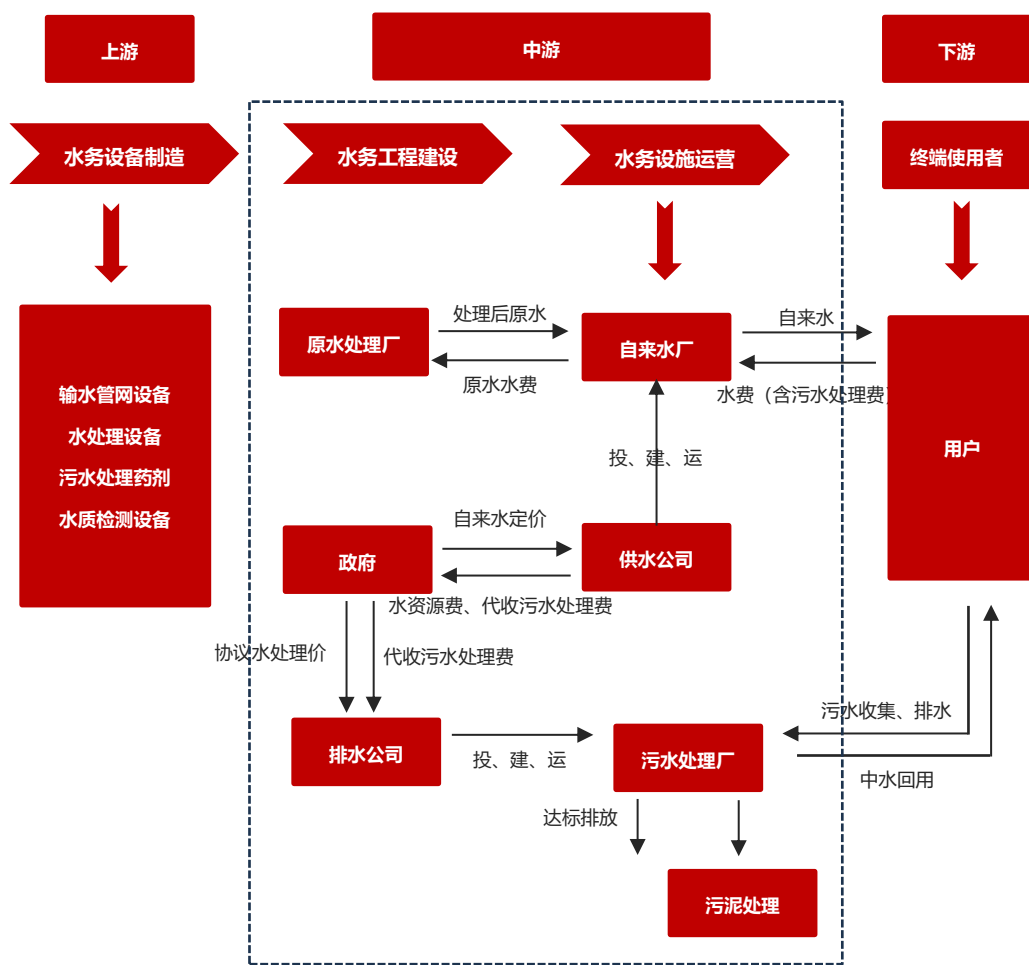 上游
中游
下游
水务设备制造
水务工程建设
水务设施运营
终端使用者
输水管网设备
水处理设备
污水处理药剂
水质检测设备
原水处理厂
处理后原水
原水水费
自来水厂
自来水
水费（含污水处理费）
用户
投、建、运
政府
自来水定价
供水公司
水资源费、代收污水处理费
协议水处理价
代收污水处理费
排水公司
投、建、运
污水处理厂
污水收集、排水
中水回用
达标排放
污泥处理